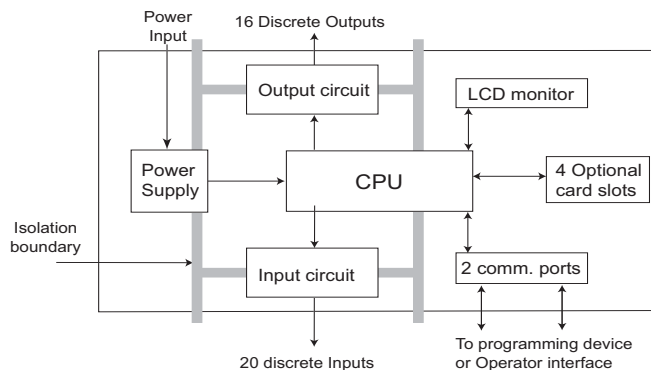 Power
Input
16 Discrete Outputs
Output circuit
LCD monitor
Power
Supply
CPU
4 Optional
card slots
Isolation
boundary
Input circuit
2 comm. ports
20 discrete Inputs
To programming device
or Operator interface